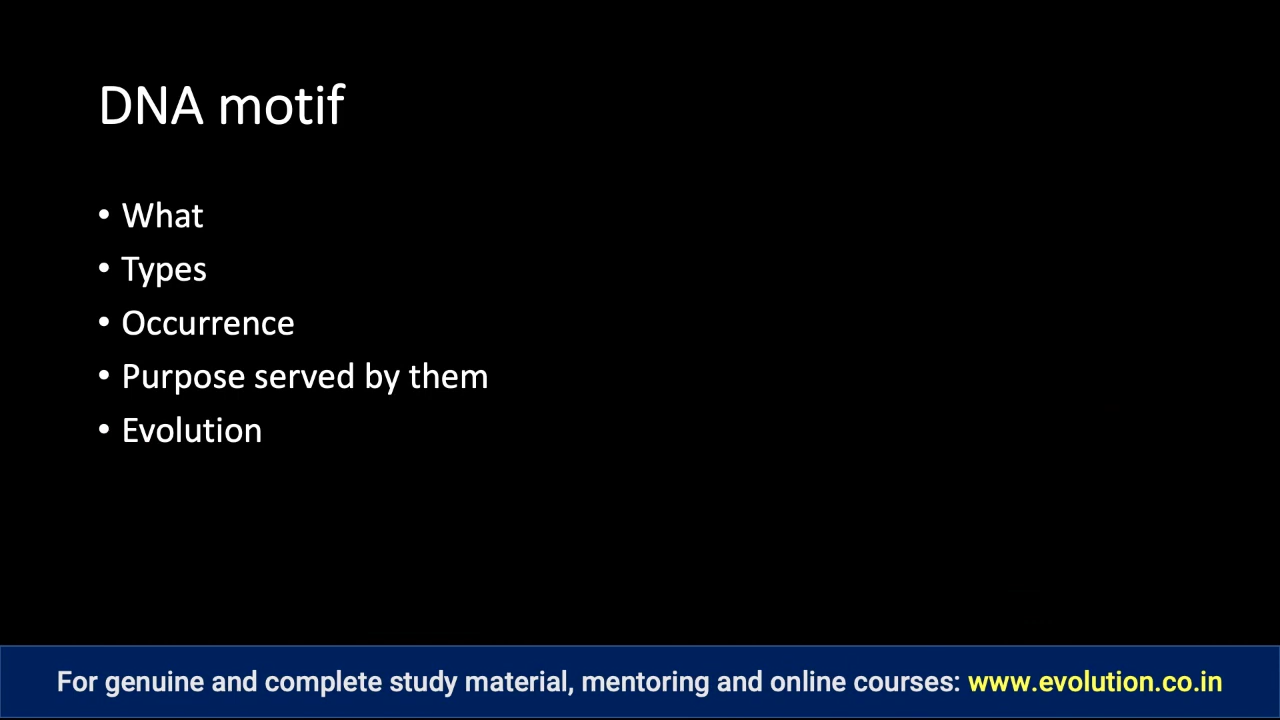 DNA motif
• What
• Types
• Occurrence
• Purpose served by them
• Evolution
For genuine and complete study material, mentoring and online courses: www.evolution.co.in